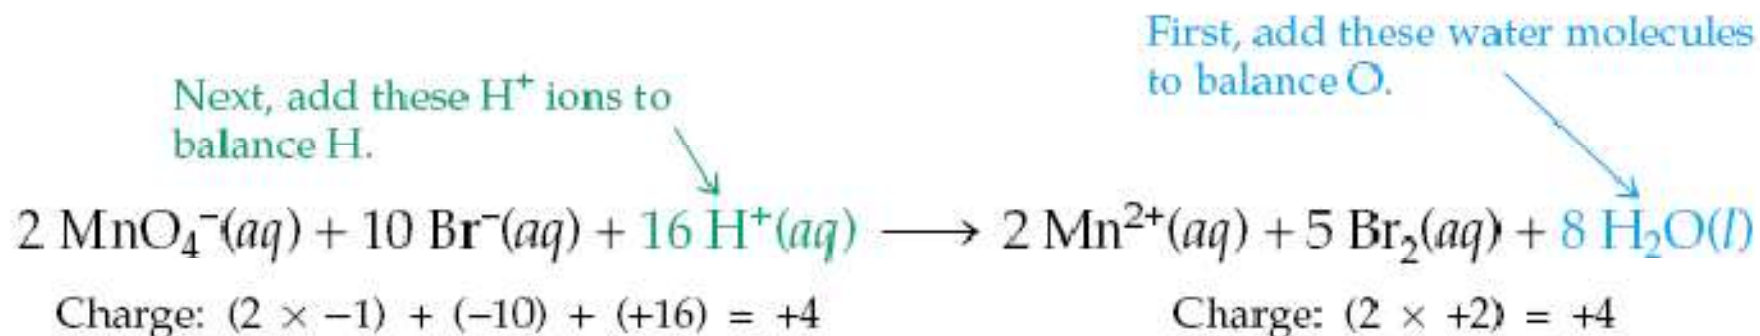 First, add these water molecules
to balance O.
Next, add these H⁺ ions to
balance H.
2 MnO₄⁻(aq) + 10 Br⁻(aq) + 16 H⁺(aq) ⟶ 2 Mn²⁺(aq) + 5 Br₂(aq) + 8 H₂O(l)
Charge: (2 × −1) + (−10) + (+16) = +4 Charge: (2 × +2) = +4